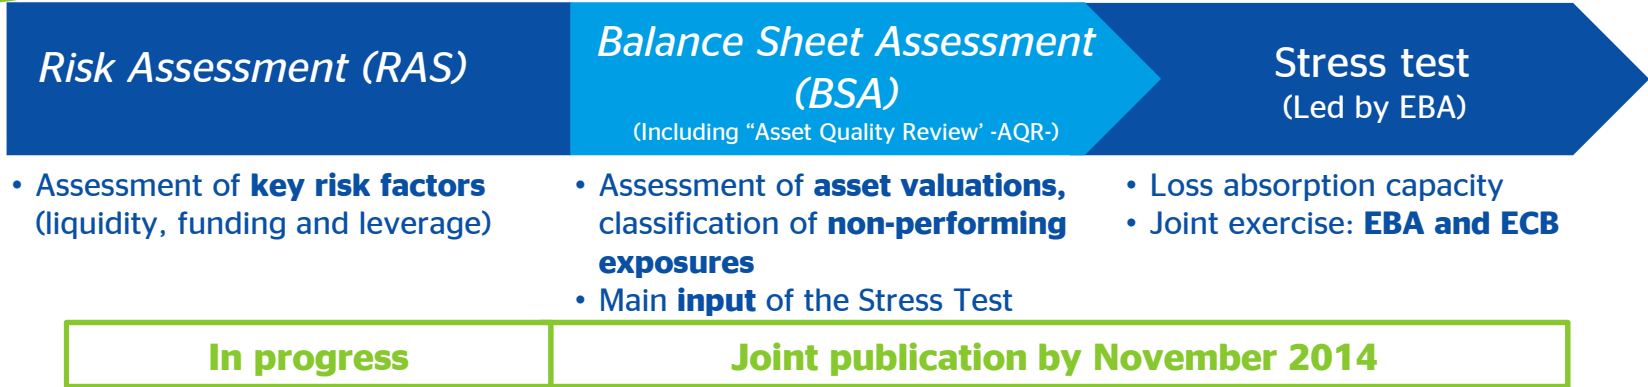 Risk Assessment (RAS)
Balance Sheet Assessment
(BSA)
(Including “Asset Quality Review’ -AQR-)
Stress test
(Led by EBA)
• Assessment of key risk factors
(liquidity, funding and leverage)
• Assessment of asset valuations,
classification of non-performing
exposures
• Main input of the Stress Test
• Loss absorption capacity
• Joint exercise: EBA and ECB
In progress
Joint publication by November 2014